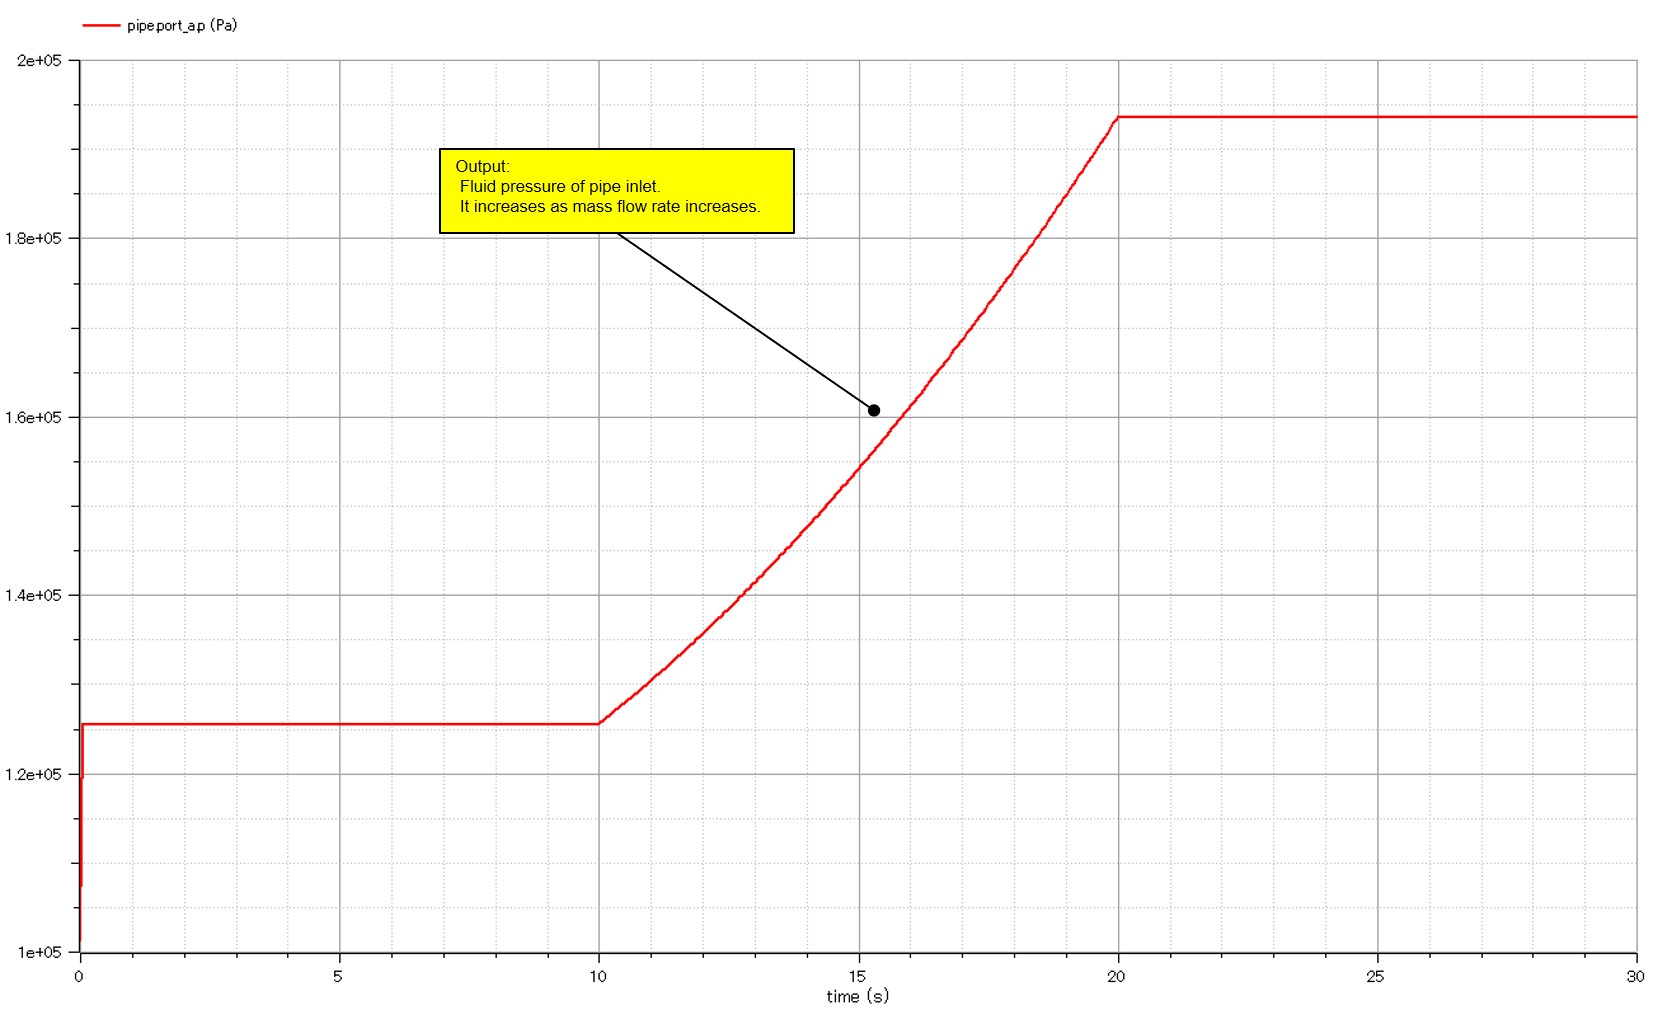 pipe.port_a.p (Pa)
2e+05
Output:
Fluid pressure of pipe inlet.
It increases as mass flow rate increases.
1.8e+05
1.6e+05
1.4e+05
1.2e+05
1e+05
0 5 10 15 20 25 30
time (s)